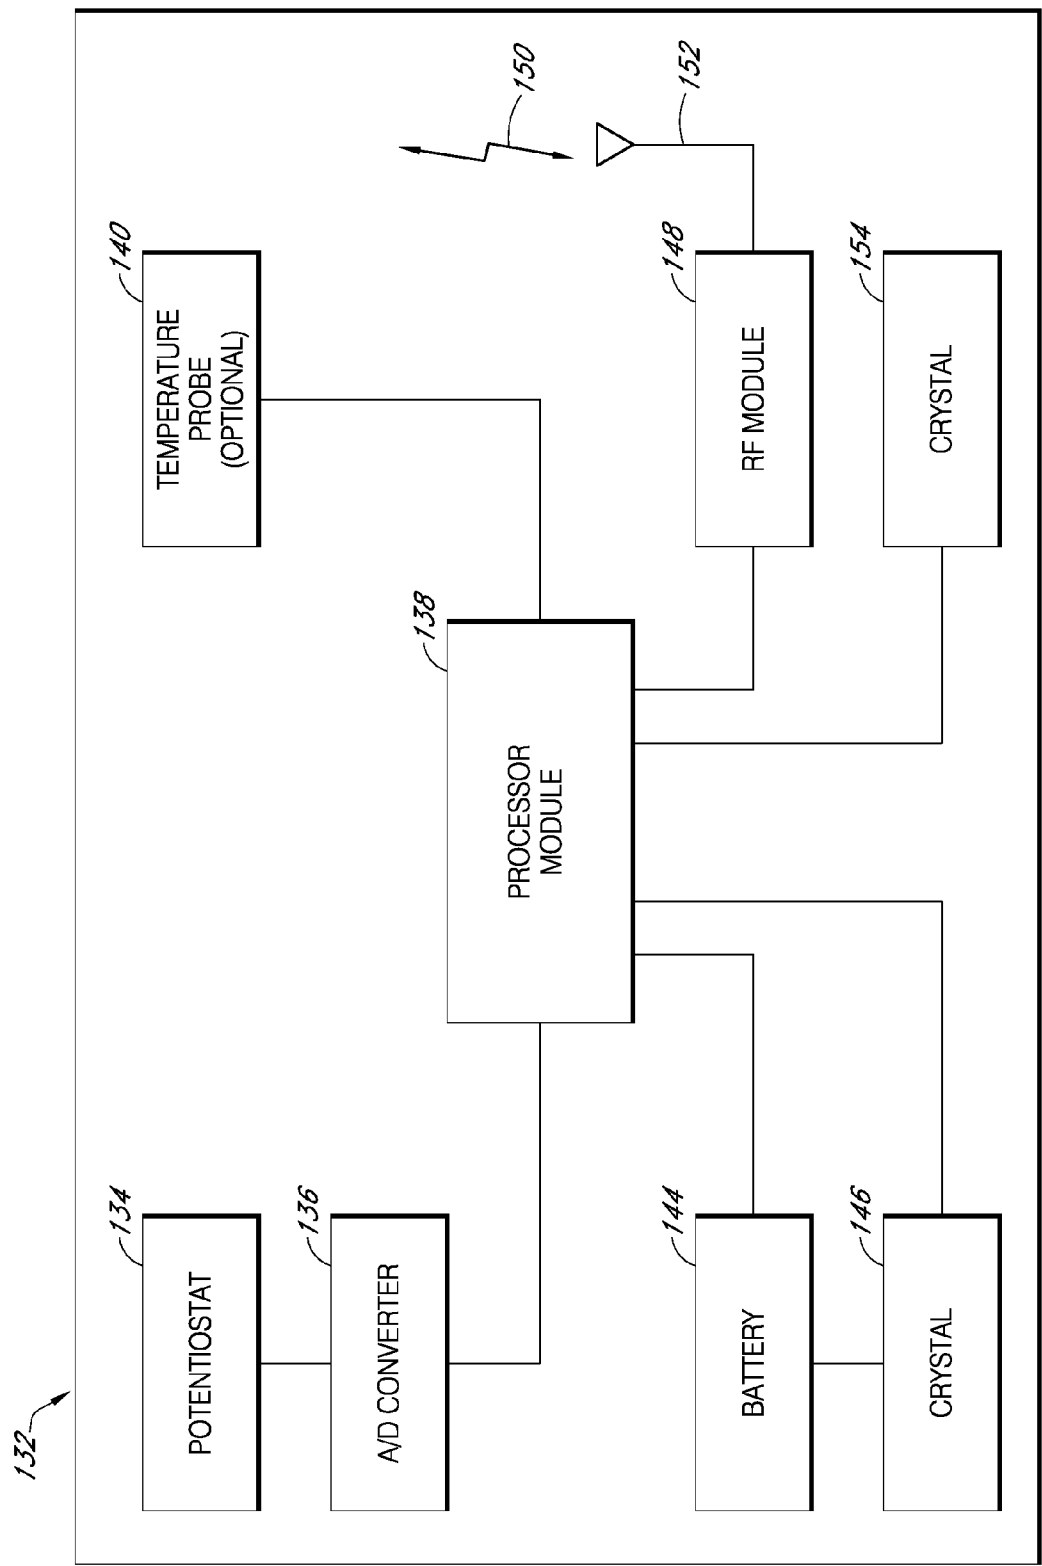 132
134
POTENTIOSTAT
136
A/D CONVERTER
138
PROCESSOR
MODULE
140
TEMPERATURE
PROBE
(OPTIONAL)
150
152
144
BATTERY
146
CRYSTAL
148
RF MODULE
154
CRYSTAL